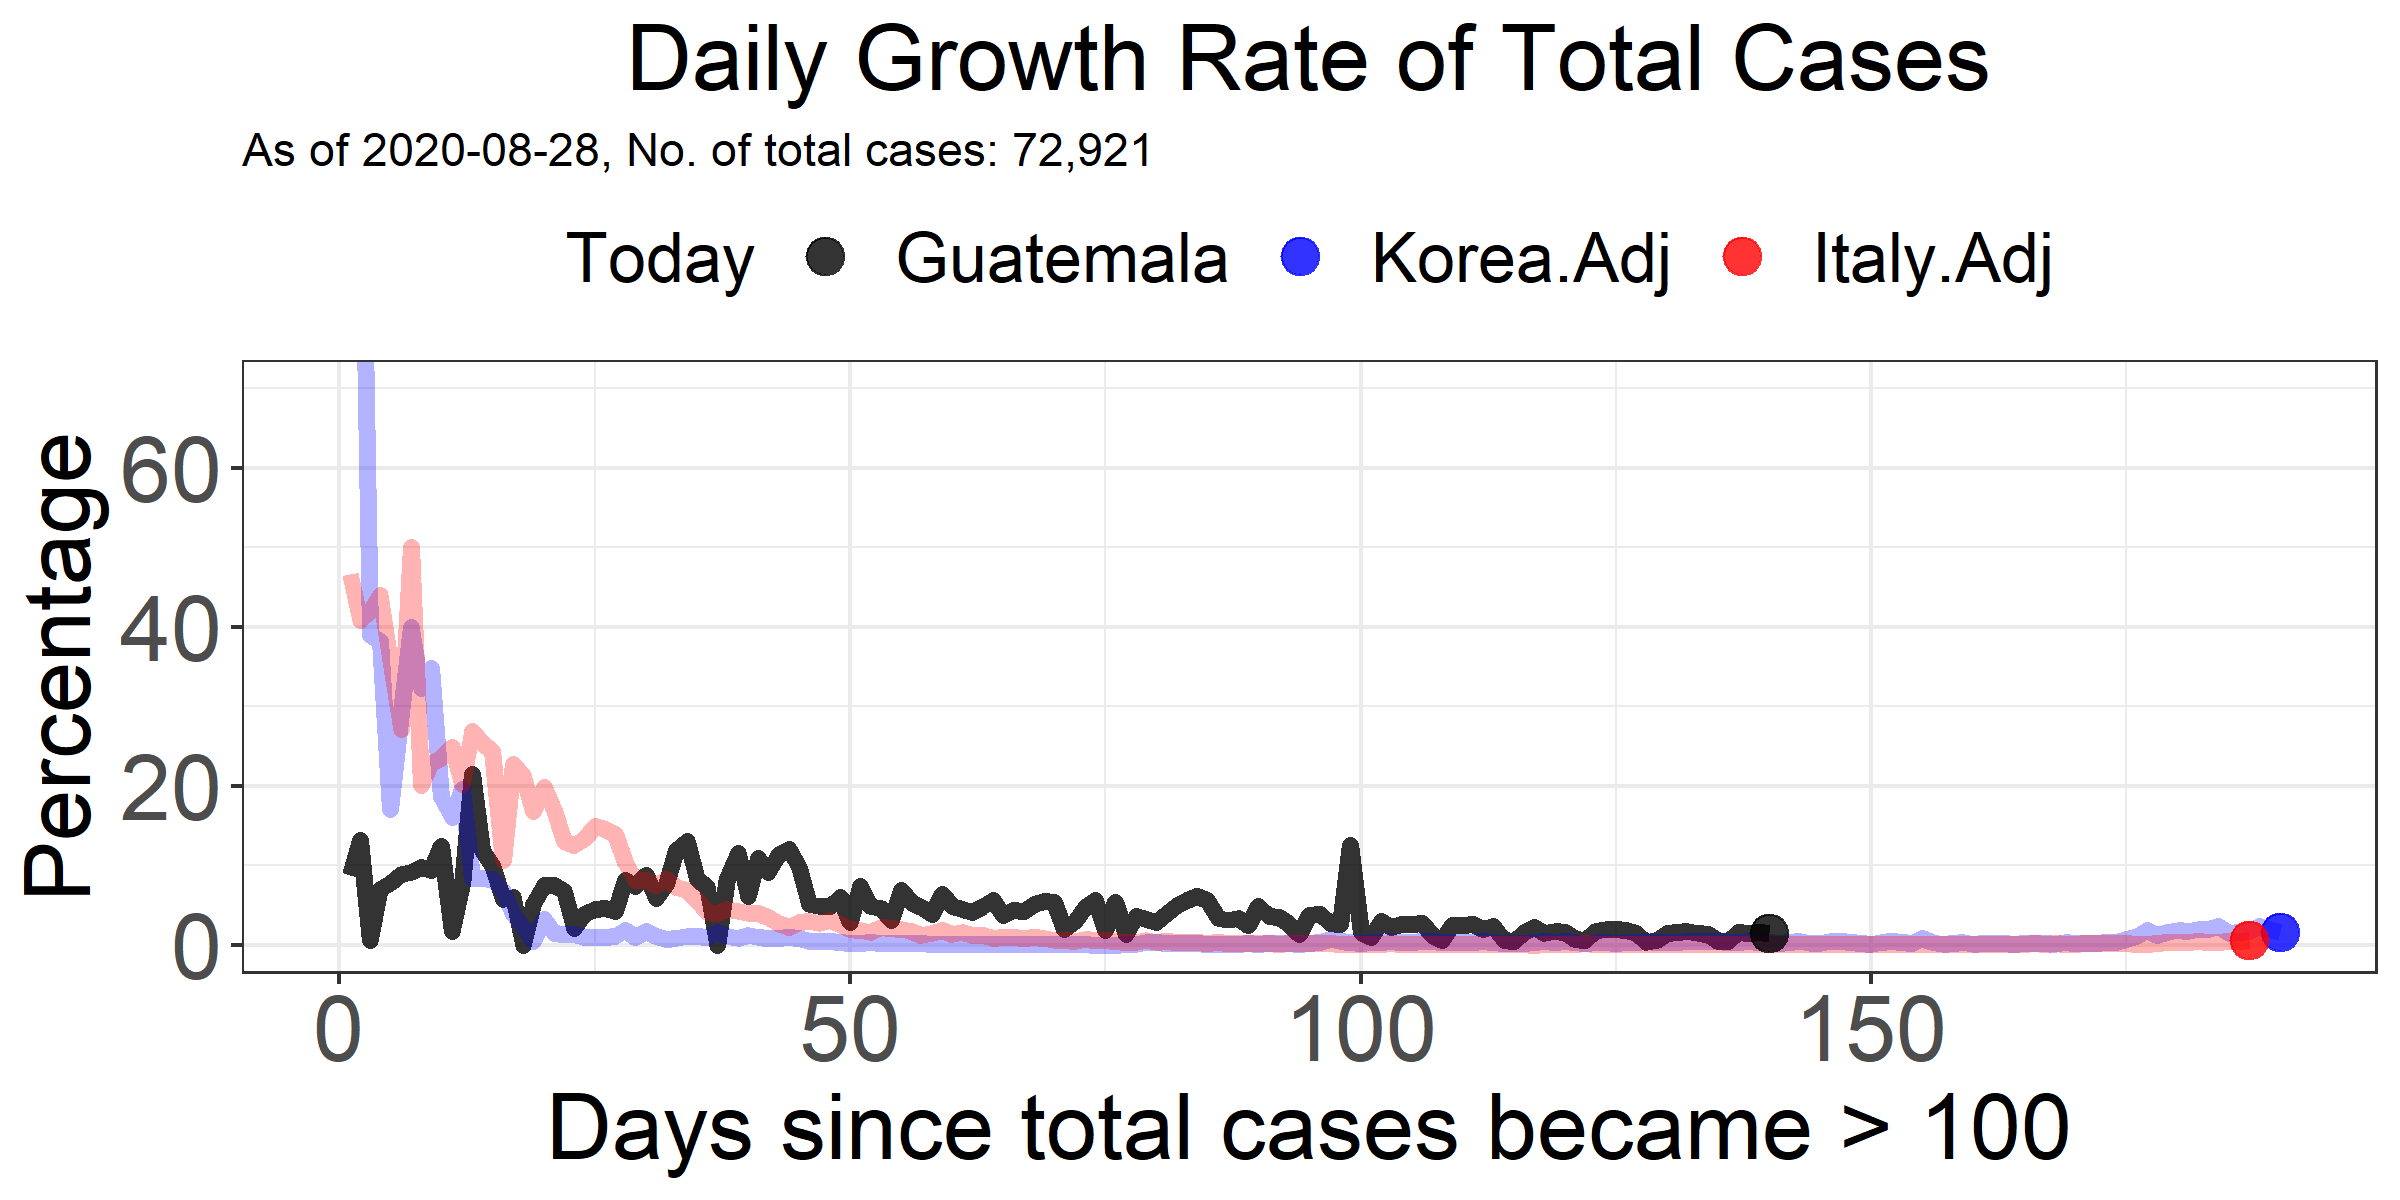 Daily Growth Rate of Total Cases
As of 2020-08-28, No. of total cases: 72,921
Today Guatemala Korea.Adj Italy.Adj
Percentage
60
40
20
0
0 50 100 150
Days since total cases became > 100